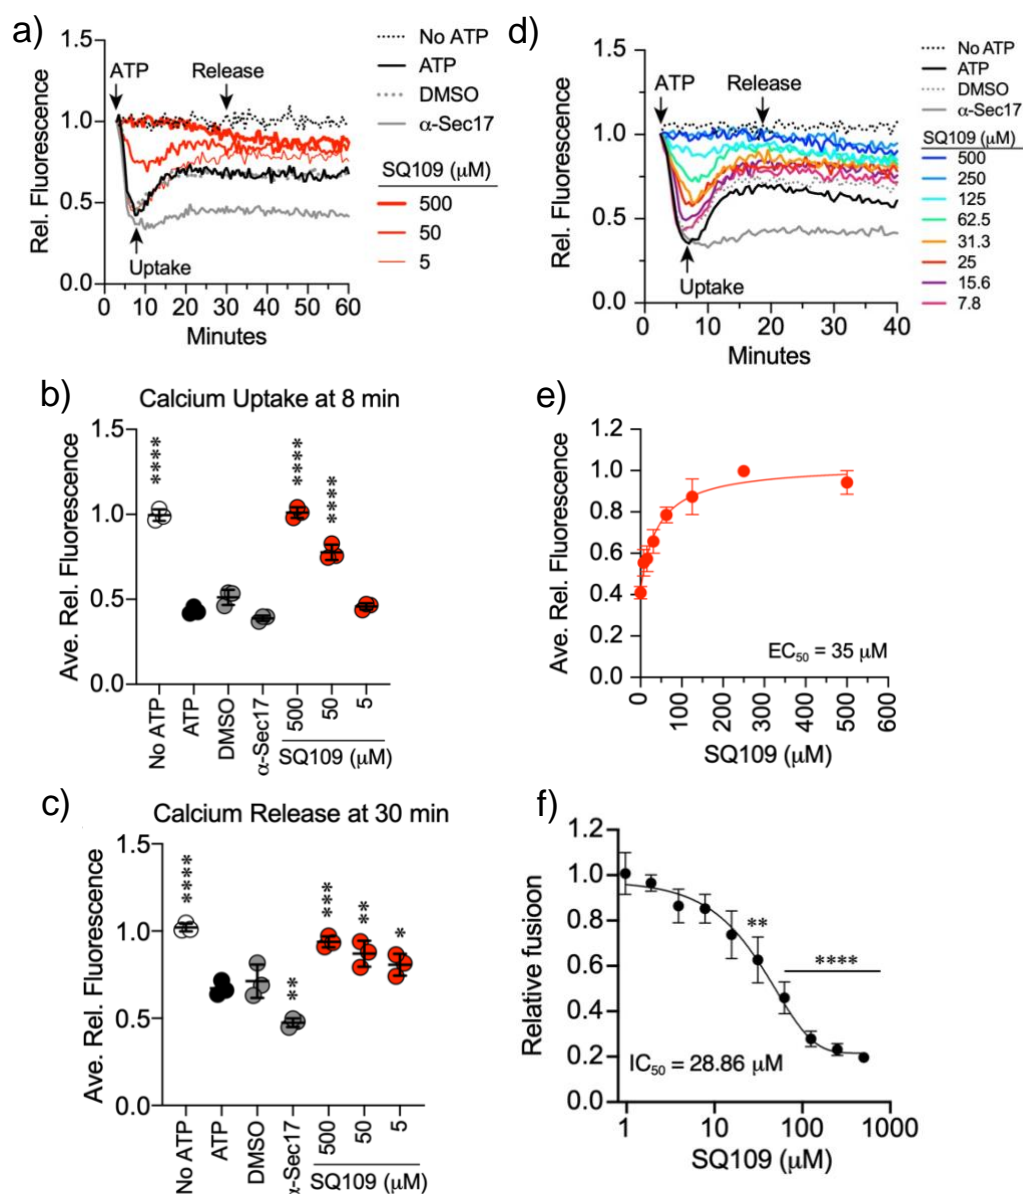 a)
1.5
1.0
0.5
0.0
Rel. Fluorescence
ATP
Release
Uptake
0 10 20 30 40 50 60
Minutes
No ATP
ATP
DMSO
α-Sec17
SQ109 (μM)
500
50
5
d)
1.5
1.0
0.5
0.0
Rel. Fluorescence
ATP
Release
Uptake
0 10 20 30 40
Minutes
No ATP
ATP
DMSO
α-Sec17
SQ109 (μM)
500
250
125
62.5
31.3
25
15.6
7.8
b)
Calcium Uptake at 8 min
1.5
1.0
0.5
0.0
Ave. Rel. Fluorescence
****
****
****
No ATP
ATP
DMSO
α-Sec17
500
50
5
SQ109 (μM)
e)
1.2
1.0
0.8
0.6
0.4
0.2
0.0
Ave. Rel. Fluorescence
EC50 = 35 μM
0 100 200 300 400 500 600
SQ109 (μM)
c)
Calcium Release at 30 min
1.5
1.0
0.5
0.0
Ave. Rel. Fluorescence
****
**
***
**
*
No ATP
ATP
DMSO
α-Sec17
500
50
5
SQ109 (μM)
f)
1.2
1.0
0.8
0.6
0.4
0.2
0.0
Relative fusioon
**
****
IC50 = 28.86 μM
1 10 100 1000
SQ109 (μM)